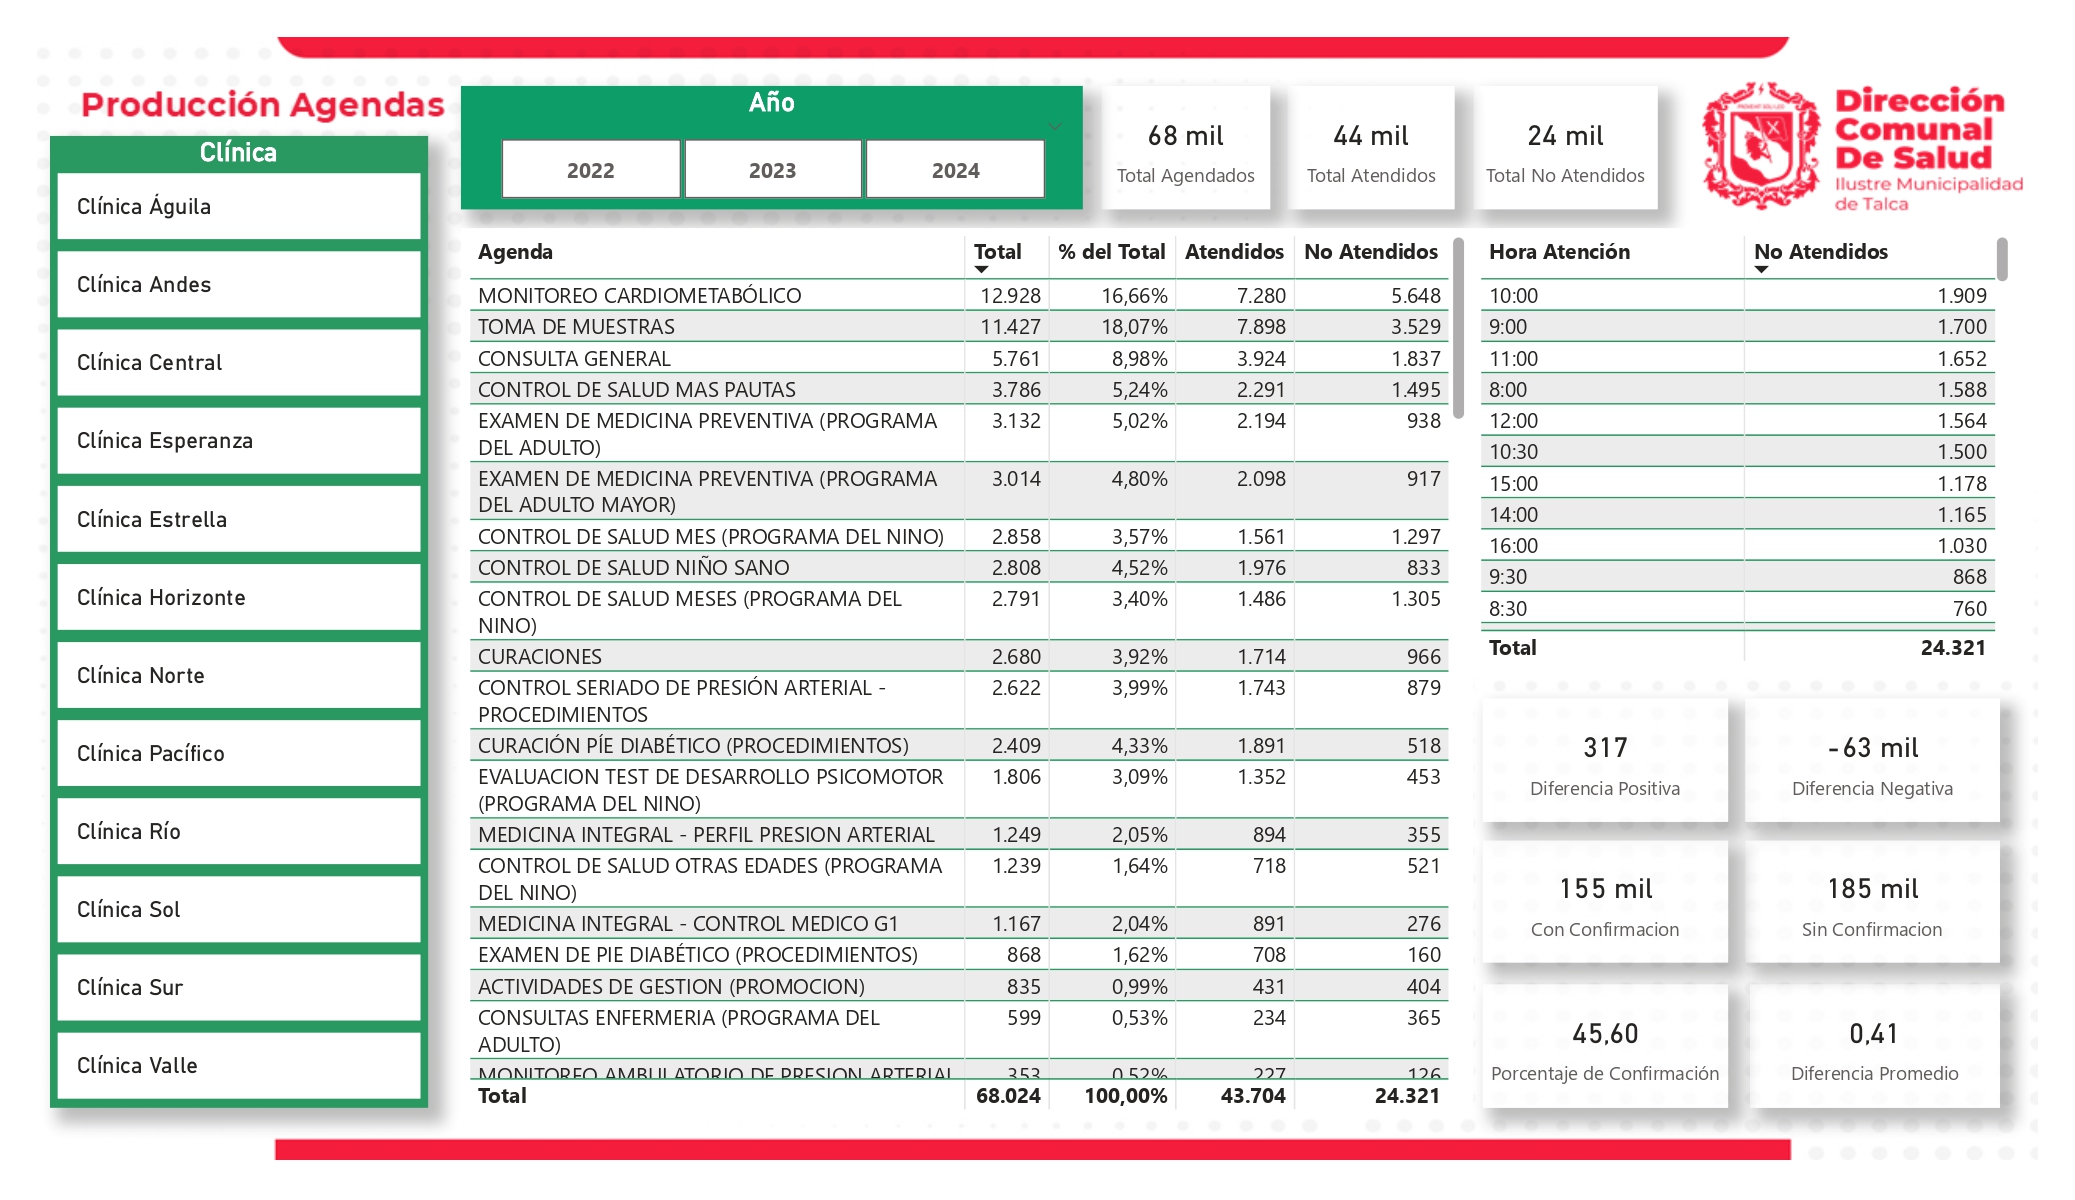 Producción Agendas
Clínica
Clínica Águila
Clínica Andes
Clínica Central
Clínica Esperanza
Clínica Estrella
Clínica Horizonte
Clínica Norte
Clínica Pacífico
Clínica Río
Clínica Sol
Clínica Sur
Clínica Valle
Año
2022 2023 2024
68 mil
Total Agendados
44 mil
Total Atendidos
24 mil
Total No Atendidos
Dirección
Comunal
De Salud
Ilustre Municipalidad
de Talca
Agenda Total % del Total Atendidos No Atendidos
MONITOREO CARDIOMETABÓLICO 12.928 16,66% 7.280 5.648
TOMA DE MUESTRAS 11.427 18,07% 7.898 3.529
CONSULTA GENERAL 5.761 8,98% 3.924 1.837
CONTROL DE SALUD MAS PAUTAS 3.786 5,24% 2.291 1.495
EXAMEN DE MEDICINA PREVENTIVA (PROGRAMA 3.132 5,02% 2.194 938
DEL ADULTO)
EXAMEN DE MEDICINA PREVENTIVA (PROGRAMA 3.014 4,80% 2.098 917
DEL ADULTO MAYOR)
CONTROL DE SALUD MES (PROGRAMA DEL NINO) 2.858 3,57% 1.561 1.297
CONTROL DE SALUD NIÑO SANO 2.808 4,52% 1.976 833
CONTROL DE SALUD MESES (PROGRAMA DEL 2.791 3,40% 1.486 1.305
NINO)
CURACIONES 2.680 3,92% 1.714 966
CONTROL SERIADO DE PRESIÓN ARTERIAL - 2.622 3,99% 1.743 879
PROCEDIMIENTOS
CURACIÓN PÍE DIABÉTICO (PROCEDIMIENTOS) 2.409 4,33% 1.891 518
EVALUACION TEST DE DESARROLLO PSICOMOTOR 1.806 3,09% 1.352 453
(PROGRAMA DEL NINO)
MEDICINA INTEGRAL - PERFIL PRESION ARTERIAL 1.249 2,05% 894 355
CONTROL DE SALUD OTRAS EDADES (PROGRAMA 1.239 1,64% 718 521
DEL NINO)
MEDICINA INTEGRAL - CONTROL MEDICO G1 1.167 2,04% 891 276
EXAMEN DE PIE DIABÉTICO (PROCEDIMIENTOS) 868 1,62% 708 160
ACTIVIDADES DE GESTION (PROMOCION) 835 0,99% 431 404
CONSULTAS ENFERMERIA (PROGRAMA DEL 599 0,53% 234 365
ADULTO)
MONITOREO AMBULATORIO DE PRESION ARTERIAL 353 0,52% 227 126
Total 68.024 100,00% 43.704 24.321
Hora Atención No Atendidos
10:00 1.909
9:00 1.700
11:00 1.652
8:00 1.588
12:00 1.564
10:30 1.500
15:00 1.178
14:00 1.165
16:00 1.030
9:30 868
8:30 760
Total 24.321
317
Diferencia Positiva
-63 mil
Diferencia Negativa
155 mil
Con Confirmacion
185 mil
Sin Confirmacion
45,60
Porcentaje de Confirmación
0,41
Diferencia Promedio